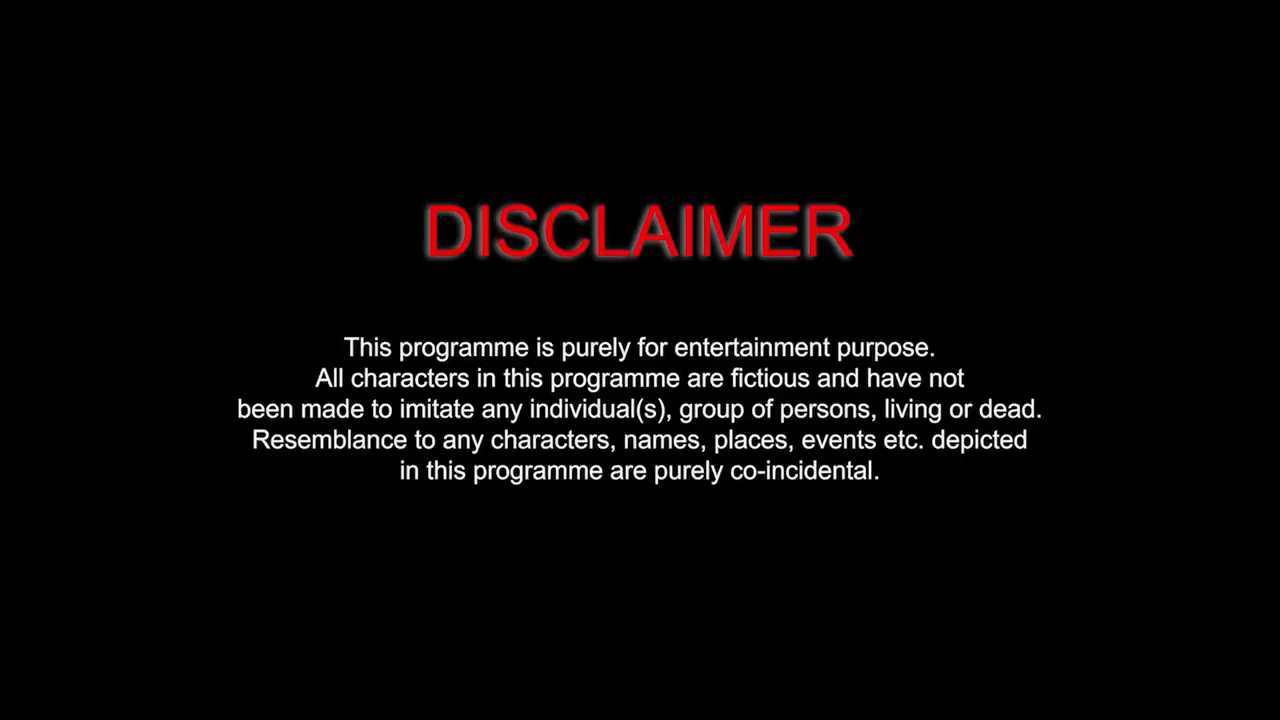 DISCLAIMER
This programme is purely for entertainment purpose.
All characters in this programme are fictious and have not
been made to imitate any individual(s), group of persons, living or dead.
Resemblance to any characters, names, places, events etc. depicted
in this programme are purely co-incidental.